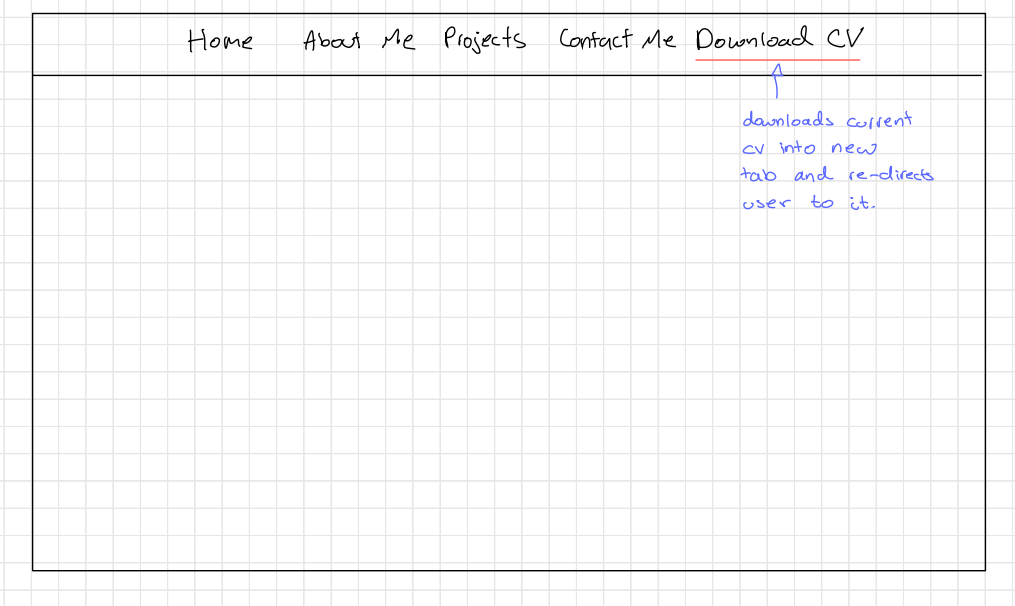 Home About Me Projects Contact Me Download CV
downloads current
cv into new
tab and re-directs
user to it.